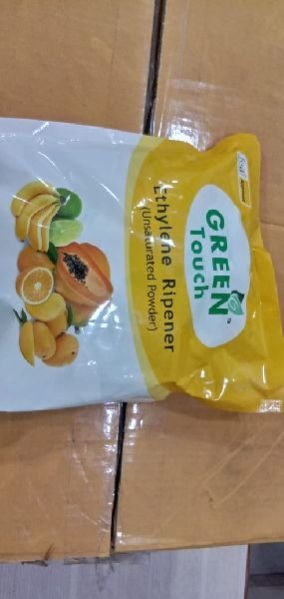 GREEN
Touch
Ethylene Ripener
(Unsaturated Powder)